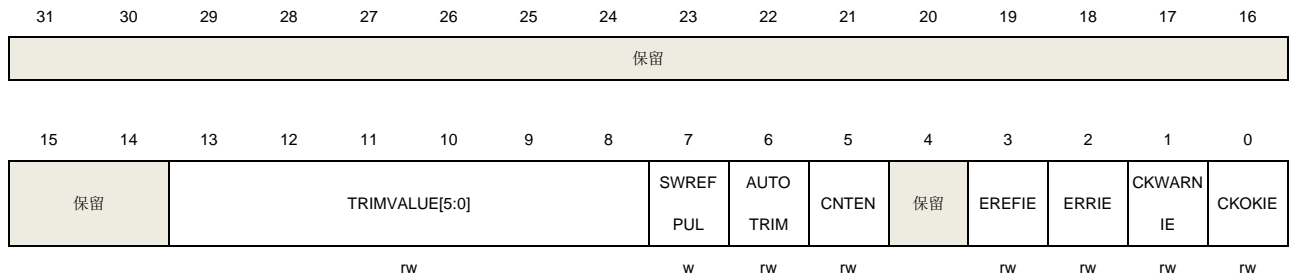 31 30 29 28 27 26 25 24 23 22 21 20 19 18 17 16
保留
15 14 13 12 11 10 9 8 7 6 5 4 3 2 1 0
保留 TRIMVALUE[5:0] SWREF PUL AUTO TRIM CNTEN 保留 EREFIE ERRIE CKWARN IE CKOKIE
rw w rw rw rw rw rw rw